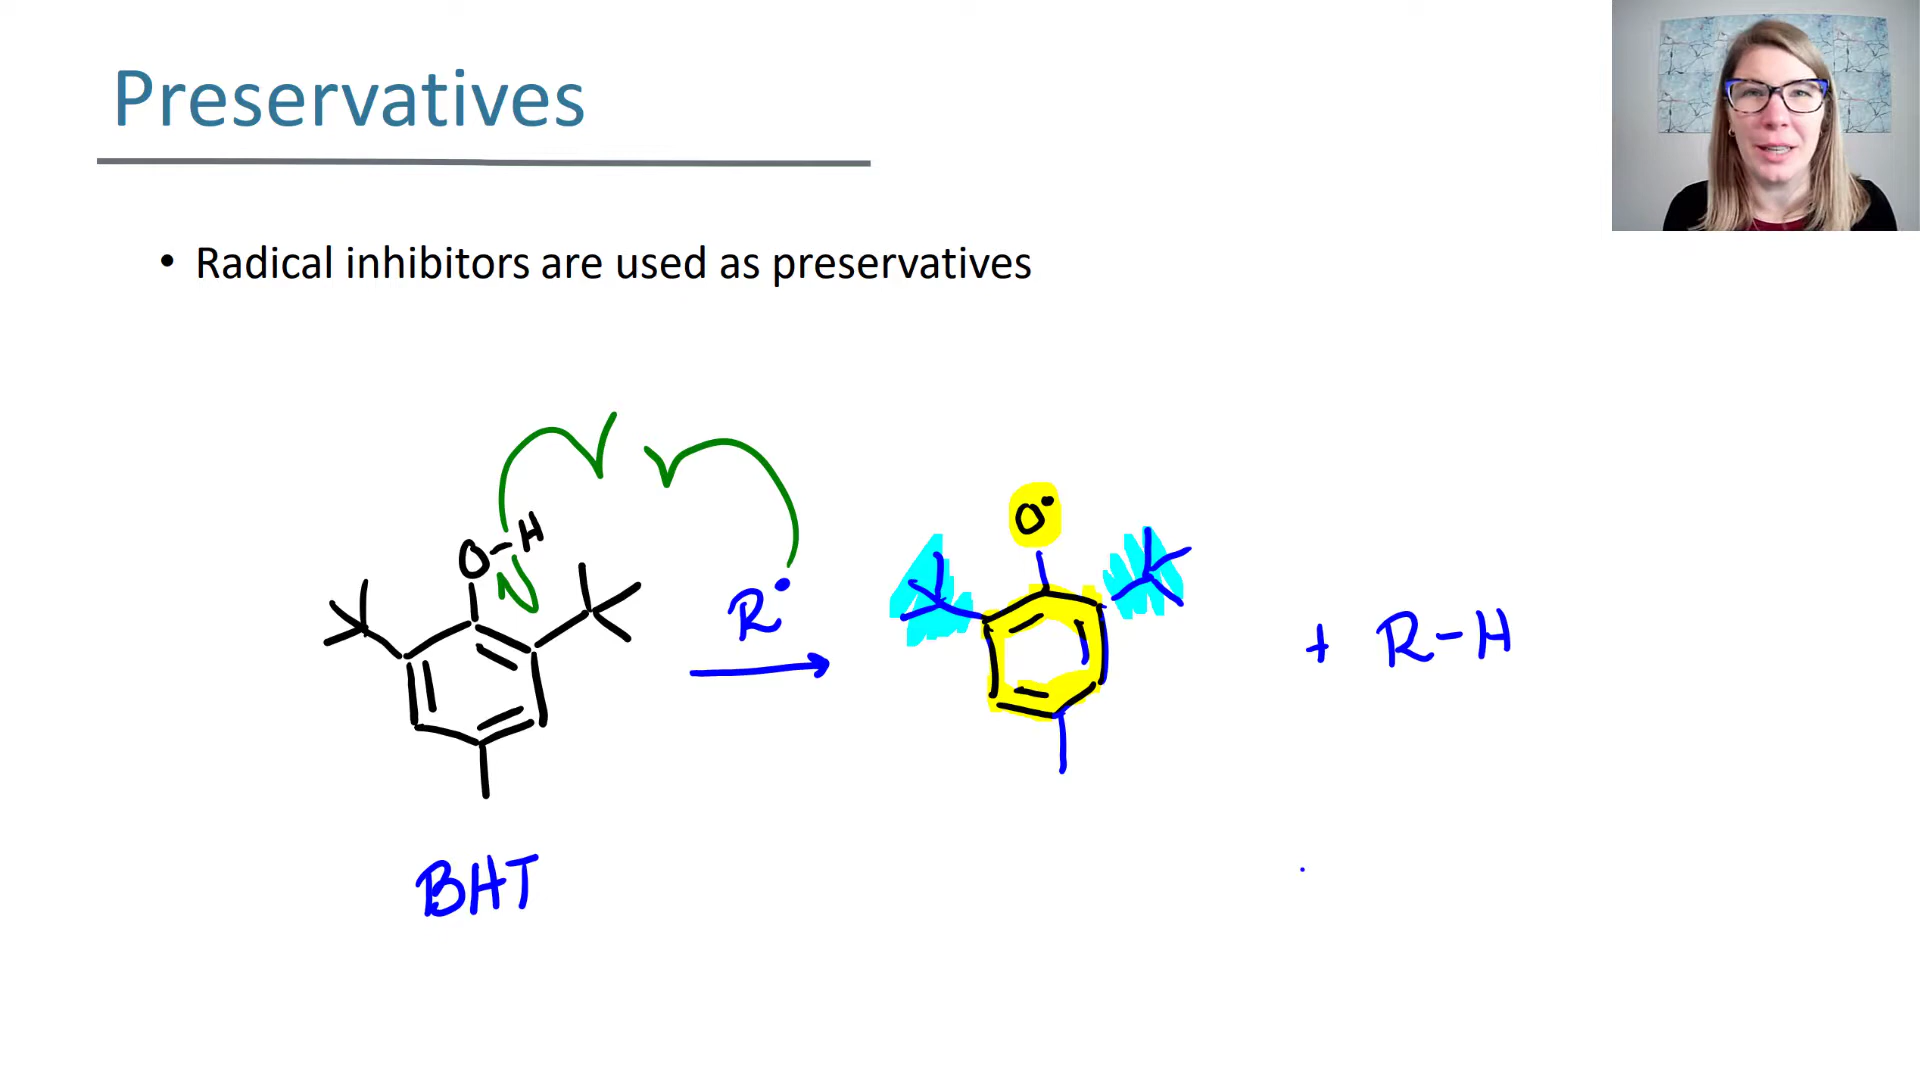 Preservatives
• Radical inhibitors are used as preservatives
O-H
R•
O•
+ R-H
BHT